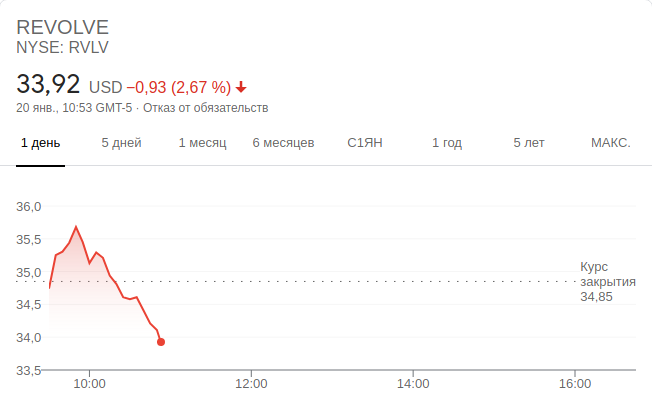 REVOLVE
NYSE: RVLV
33,92 USD −0,93 (2,67 %)
20 янв., 10:53 GMT-5 · Отказ от обязательств
1 день 5 дней 1 месяц 6 месяцев С1ЯН 1 год 5 лет МАКС.
36,0
35,5
35,0
34,5
34,0
33,5
Курс
закрытия
34,85
10:00 12:00 14:00 16:00